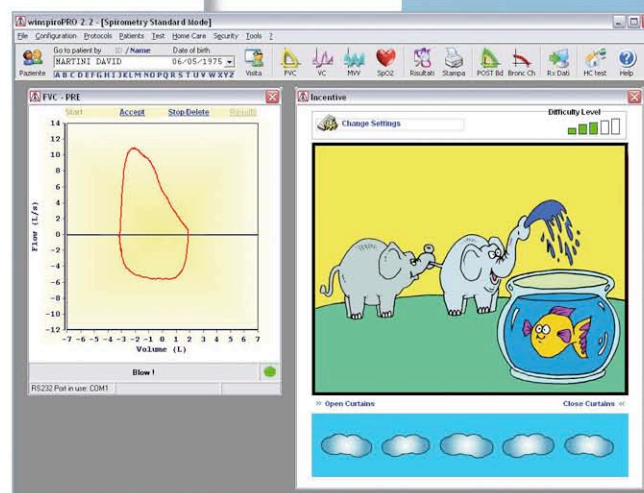 winspiroPRO 2.2 - [Spirometry Standard Mode]
File Configuration Protocols Patients Test Home Care Security Tools ?
Go to patient by ID / Name Date of birth
MARTINI DAVID 06/05/1975
A B C D E F G H I J K L M N O P Q R S T U V W X Y Z
Paziente Visita FVC VC MVV SpO2 Risultati Stampa POST Bd Bronc Ch Rx Dati HC test Help
FVC - PRE
Start Accept Stop Delete Results
14
12
10
8
6
4
2
0
-2
-4
-6
-8
-10
-12
Flow (L/s)
-7 -6 -5 -4 -3 -2 -1 0 1 2 3 4 5 6 7
Volume (L)
Blow !
RS232 Port in use: COM1
Incentive
Change Settings
Difficulty Level
>> Open Curtains
Close Curtains <<